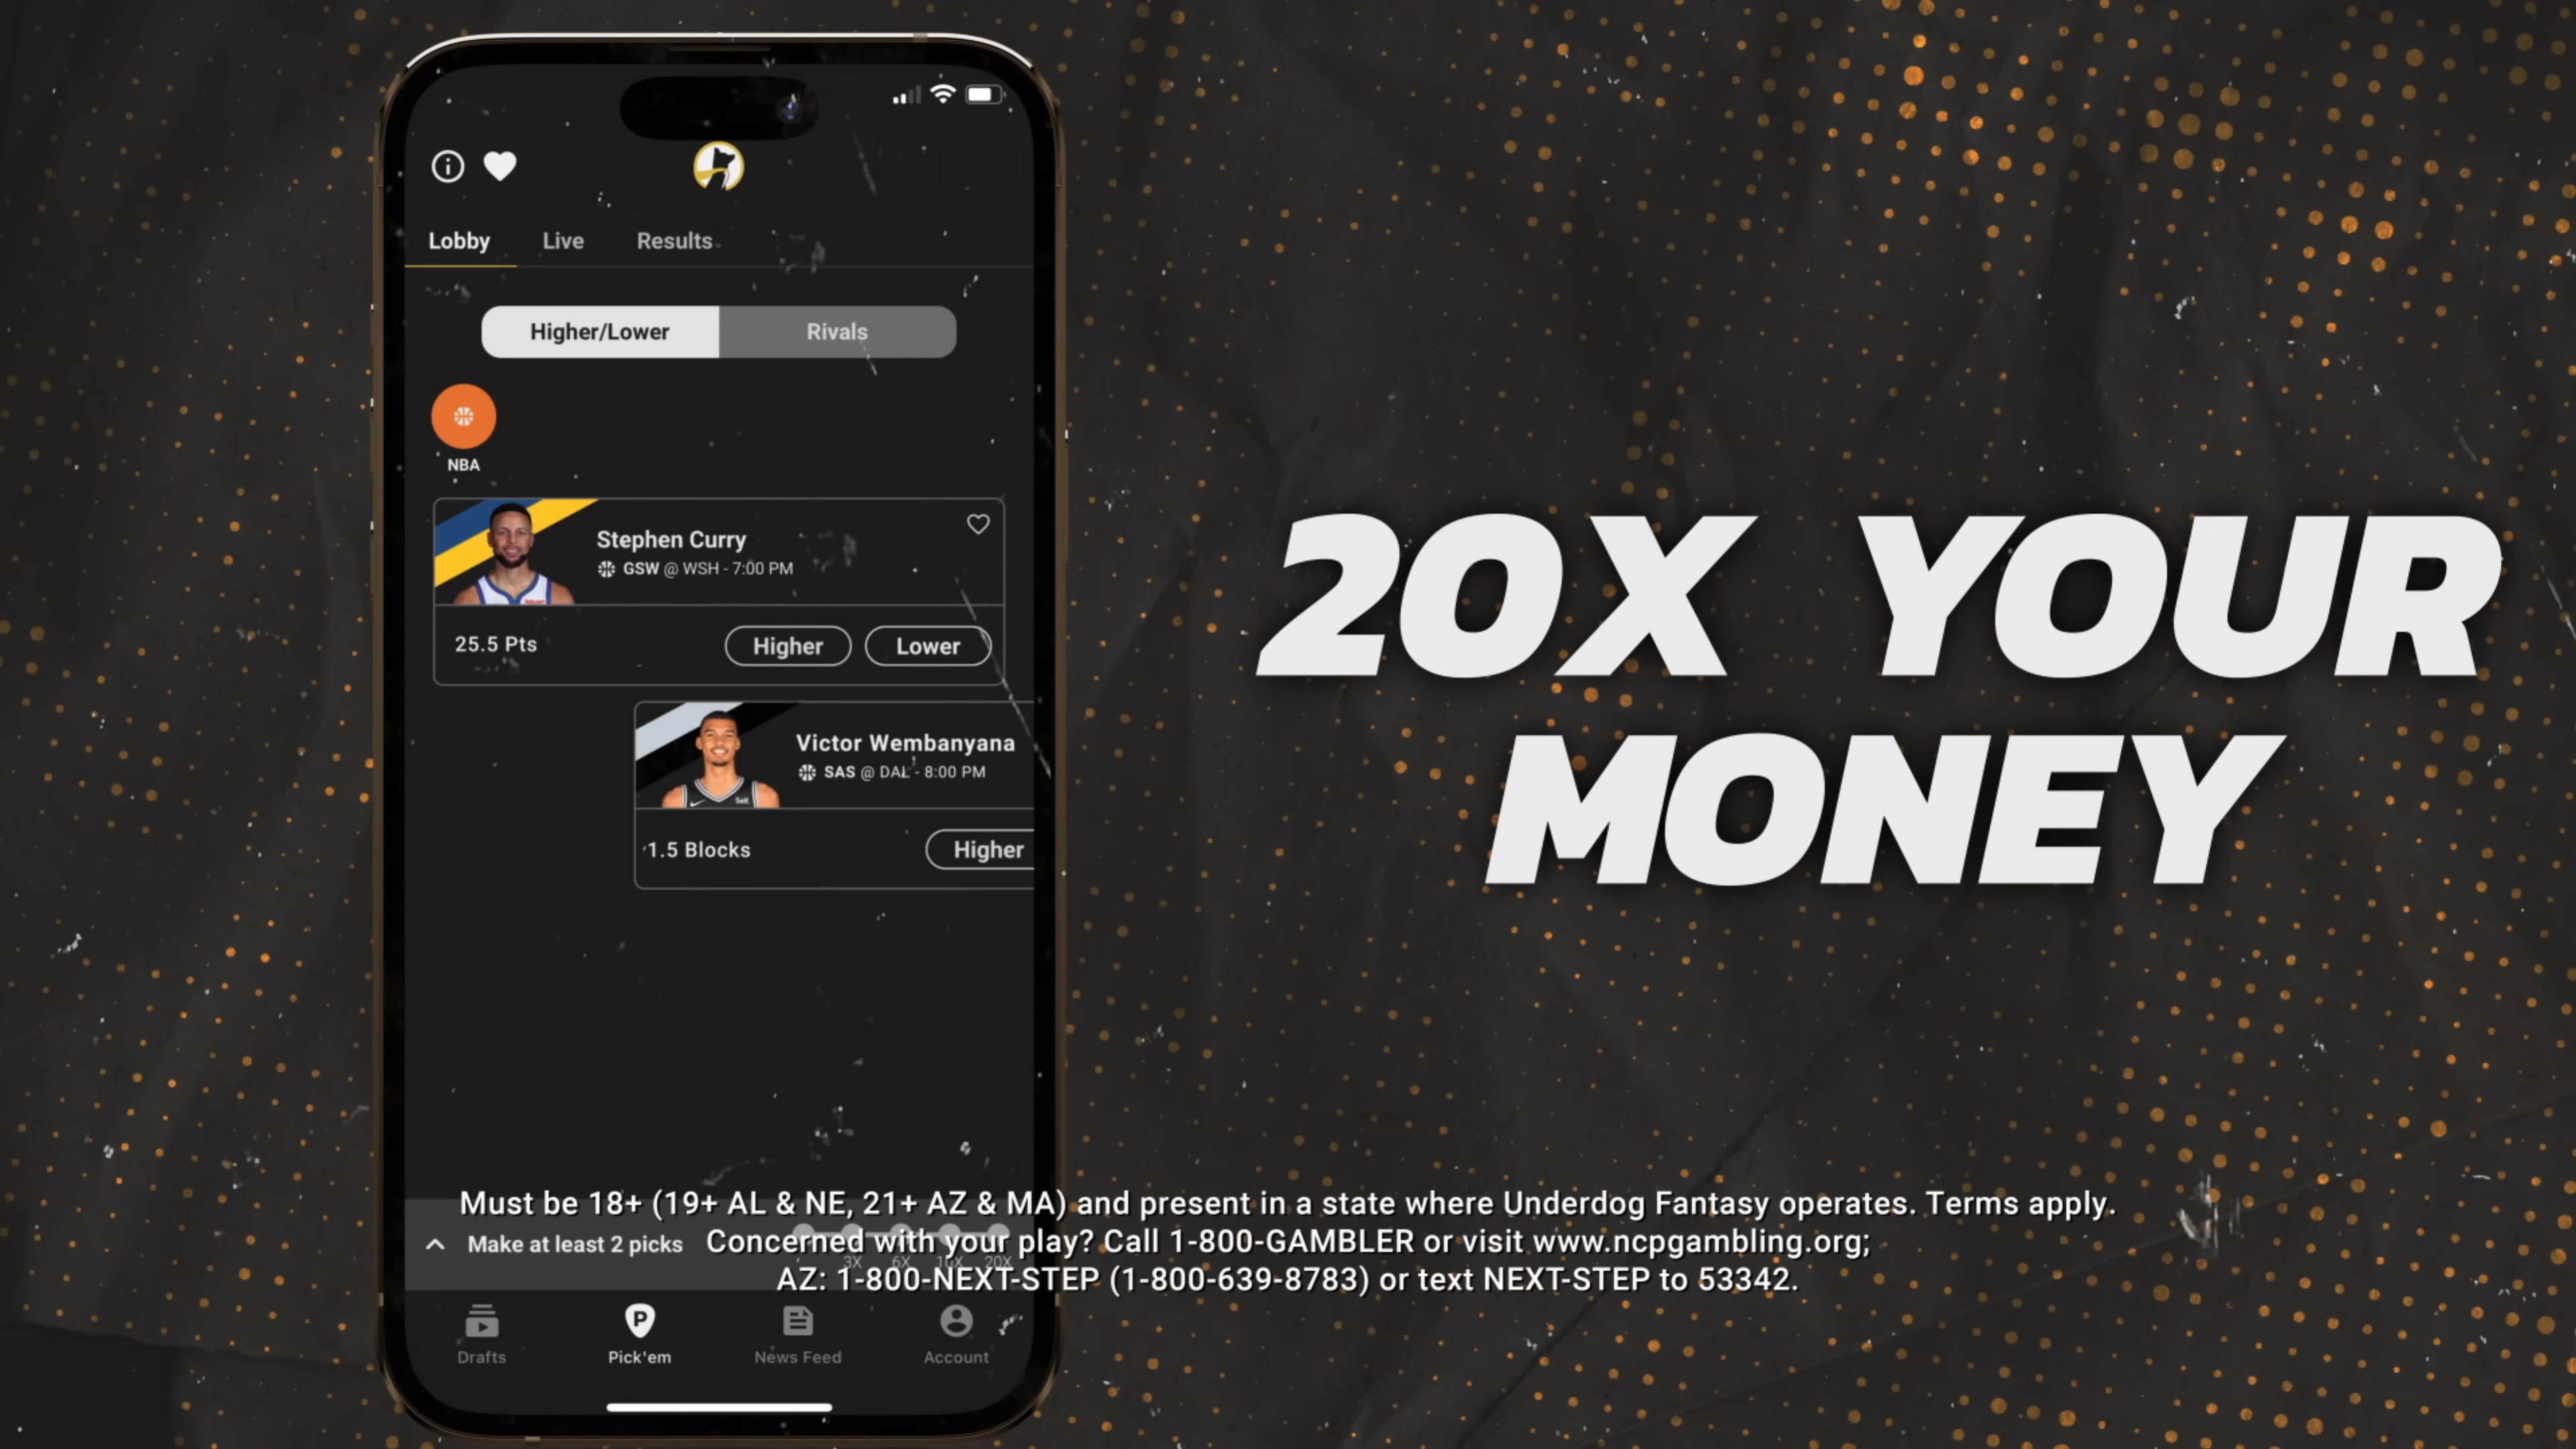 Lobby Live Results
Higher/Lower Rivals
NBA
Stephen Curry
GSW @ WSH - 7:00 PM
25.5 Pts Higher Lower
Victor Wembanyana
SAS @ DAL - 8:00 PM
1.5 Blocks Higher
20X YOUR
MONEY
Must be 18+ (19+ AL & NE, 21+ AZ & MA) and present in a state where Underdog Fantasy operates. Terms apply.
Concerned with your play? Call 1-800-GAMBLER or visit www.ncpgambling.org;
AZ: 1-800-NEXT-STEP (1-800-639-8783) or text NEXT-STEP to 53342.
Make at least 2 picks
3X 6X 10X 20X
Drafts Pick'em News Feed Account